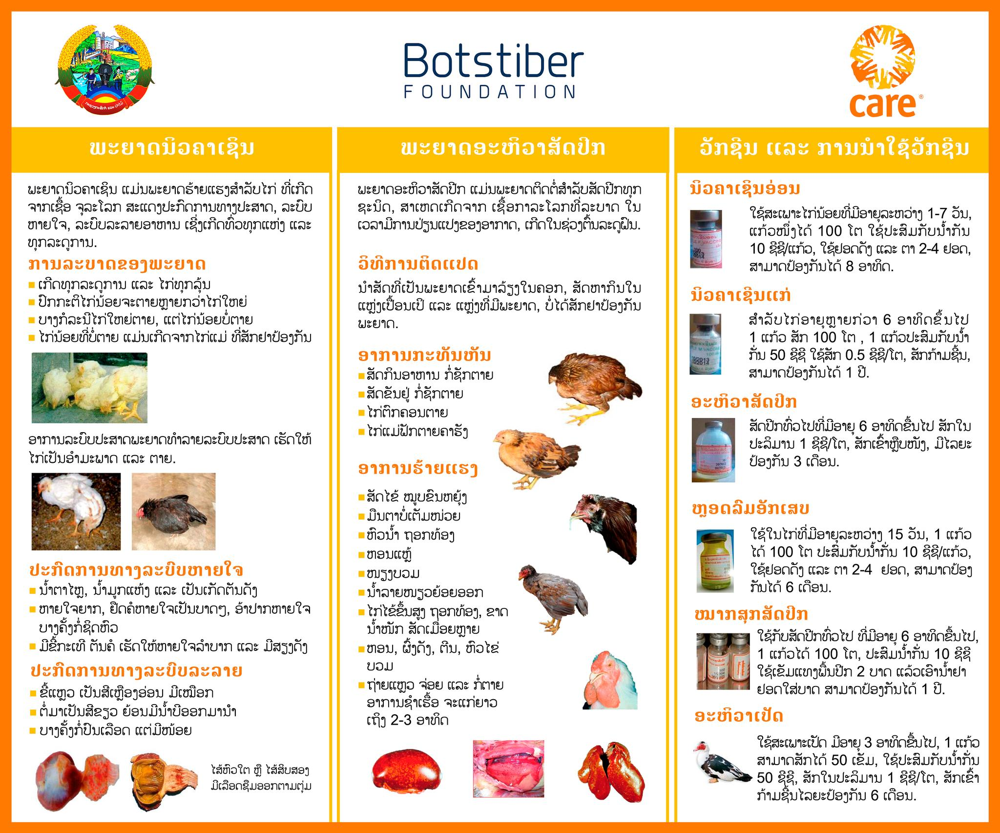 ກະຊວງກະສິກຳ ແລະ ປ່າໄມ້
Botstiber
FOUNDATION
care®
ພະຍາດນິວຄາເຊິນ
ພະຍາດນິວຄາເຊິນ ແມ່ນພະຍາດຮ້າຍແຮງສຳລັບໄກ່ ທີ່ເກີດ
ຈາກເຊື້ອ ຈຸລະໂລກ ສະແດງປະກົດການທາງປະສາດ, ລະບົບ
ຫາຍໃຈ, ລະບົບລະລາຍອາຫານ ເຊິ່ງເກີດທົ່ວທຸກແຫ່ງ ແລະ
ທຸກລະດູການ.
ການລະບາດຂອງພະຍາດ
ເກີດທຸກລະດູການ ແລະ ໄກ່ທຸກລຸ້ນ
ປົກກະຕິໄກ່ນ້ອຍຈະຕາຍຫຼາຍກວ່າໄກ່ໃຫຍ່
ບາງກໍລະນີໄກ່ໃຫຍ່ຕາຍ, ແຕ່ໄກ່ນ້ອຍບໍ່ຕາຍ
ໄກ່ນ້ອຍທີ່ບໍ່ຕາຍ ແມ່ນເກີດຈາກໄກ່ແມ່ ທີ່ສັກຢາປ້ອງກັນ
ອາການລະບົບປະສາດພະຍາດທຳລາຍລະບົບປະສາດ ເຮັດໃຫ້
ໄກ່ເປັນອຳມະພາດ ແລະ ຕາຍ.
ປະກົດການທາງລະບົບຫາຍໃຈ
ນ້ຳຕາໄຫຼ, ນ້ຳມູກແຫ້ງ ແລະ ເປັນເກັດຕັນດັງ
ຫາຍໃຈຍາກ, ຢືດຄໍຫາຍໃຈເປັນບາດໆ, ອ້າປາກຫາຍໃຈ
ບາງຄັ້ງກໍ່ຊິດຫົວ
ມີຂີ້ກະເທີ ຕັນຄໍ ເຮັດໃຫ້ຫາຍໃຈລຳບາກ ແລະ ມີສຽງດັງ
ປະກົດການທາງລະບົບລະລາຍ
ຂີ້ແຫຼວ ເປັນສີເຫຼືອງອ່ອນ ມີເໝືອກ
ຕໍ່ມາເປັນສີຂຽວ ຍ້ອນມີນ້ຳບີອອກມານຳ
ບາງຄັ້ງກໍ່ປົນເລືອດ ແຕ່ມີໜ້ອຍ
ໄສ້ຫົວໃຕ ຫຼື ໄສ້ສິບສອງ
ມີເລືອດຊືມອອກຕາມຕຸ່ມ
ພະຍາດອະຫິວາສັດປີກ
ພະຍາດອະຫິວາສັດປີກ ແມ່ນພະຍາດຕິດຕໍ່ສຳລັບສັດປີກທຸກ
ຊະນິດ, ສາເຫດເກີດຈາກ ເຊື້ອກາລະໂລກທີ່ລະບາດ ໃນ
ເວລາມີການປ່ຽນແປງຂອງອາກາດ, ເກີດໃນຊ່ວງຕົ້ນລະດູຝົນ.
ວິທີການຕິດແປດ
ນຳສັດທີ່ເປັນພະຍາດເຂົ້າມາລ້ຽງໃນຄອກ, ສັດຫາກິນໃນ
ແຫຼ່ງເປື້ອນເປິ ແລະ ແຫຼ່ງທີ່ມີພະຍາດ, ບໍ່ໄດ້ສັກຢາປ້ອງກັນ
ພະຍາດ.
ອາການກະທັນຫັນ
ສັດກິນອາຫານ ກໍ່ຊັກຕາຍ
ສັດຂັນຢູ່ ກໍ່ຊັກຕາຍ
ໄກ່ຕົກຄອນຕາຍ
ໄກ່ແມ່ຟັກຕາຍຄາຮັງ
ອາການຮ້າຍແຮງ
ສັດໄຂ້ ໝູບຂົນຫຍຸ້ງ
ມືນຕາບໍ່ເຕັມໜ່ວຍ
ຫົວນ້ຳ ຖອກທ້ອງ
ຫອນແຫຼ້
ໜຽງບວມ
ນ້ຳລາຍໜຽວຍ້ອຍອອກ
ໄກ່ໄຂ້ຂຶ້ນສູງ ຖອກທ້ອງ, ຂາດ
ນ້ຳໜັກ ສັດເມື່ອຍຫຼາຍ
ຫອນ, ຜົ້ງດັງ, ຕີນ, ຫົວໄຂ່
ບວມ
ຖ່າຍແຫຼວ ຈ່ອຍ ແລະ ກໍ່ຕາຍ
ອາການຊຳເຮື້ອ ຈະແກ່ຍາວ
ເຖິງ 2-3 ອາທິດ
ວັກຊີນ ແລະ ການນຳໃຊ້ວັກຊີນ
ນິວຄາເຊິນອ່ອນ
ໃຊ້ສະເພາະໄກ່ນ້ອຍທີ່ມີອາຍຸລະຫວ່າງ 1-7 ວັນ,
ແກ້ວໜຶ່ງໄດ້ 100 ໂຕ ໃຊ້ປະສົມກັບນ້ຳກັນ
10 ຊີຊີ/ແກ້ວ, ໃຊ້ຢອດດັງ ແລະ ຕາ 2-4 ຢອດ,
ສາມາດປ້ອງກັນໄດ້ 8 ອາທິດ.
ນິວຄາເຊີນແກ່
ສຳລັບໄກ່ອາຍຸຫຼາຍກ່ວາ 6 ອາທິດຂຶ້ນໄປ
1 ແກ້ວ ສັກ 100 ໂຕ , 1 ແກ້ວປະສົມກັບນ້ຳ
ກັ່ນ 50 ຊີຊີ ໃຊ້ສັກ 0.5 ຊີຊີ/ໂຕ, ສັກກ້າມຊີ້ນ,
ສາມາດປ້ອງກັນໄດ້ 1 ປີ.
ອະຫິວາສັດປີກ
ສັດປີກທົ່ວໄປທີ່ມີອາຍຸ 6 ອາທິດຂື້ນໄປ ສັກໃນ
ປະລິມານ 1 ຊີຊີ/ໂຕ, ສັກເຂົ້າຫຼືບໜັງ, ມີໄລຍະ
ປ້ອງກັນ 3 ເດືອນ.
ຫຼອດລົມອັກເສບ
ໃຊ້ໃນໄກ່ທີ່ມີອາຍຸລະຫວ່າງ 15 ວັນ, 1 ແກ້ວ
ໄດ້ 100 ໂຕ ປະສົມກັບນ້ຳກັ່ນ 10 ຊີຊີ/ແກ້ວ,
ໃຊ້ຢອດດັງ ແລະ ຕາ 2-4 ຢອດ, ສາມາດປ້ອງ
ກັນໄດ້ 6 ເດືອນ.
ໝາກສຸກສັດປີກ
ໃຊ້ກັບສັດປີກທົ່ວໄປ ທີ່ມີອາຍຸ 6 ອາທິດຂື້ນໄປ,
1 ແກ້ວໄດ້ 100 ໂຕ, ປະສົມນ້ຳກັ່ນ 10 ຊີຊີ
ໃຊ້ເຂັມແທງພື້ນປີກ 2 ບາດ ແລ້ວເອົານ້ຳຢາ
ຢອດໃສ່ບາດ ສາມາດປ້ອງກັນໄດ້ 1 ປີ.
ອະຫິວາເປັດ
ໃຊ້ສະເພາະເປັດ ມີອາຍຸ 3 ອາທິດຂື້ນໄປ, 1 ແກ້ວ
ສາມາດສັກໄດ້ 50 ເຂັມ, ໃຊ້ປະສົມກັບນ້ຳກັ່ນ
50 ຊີຊີ, ສັກໃນປະລິມານ 1 ຊີຊີ/ໂຕ, ສັກເຂົ້າ
ກ້າມຊີ້ນໄລຍະປ້ອງກັນ 6 ເດືອນ.